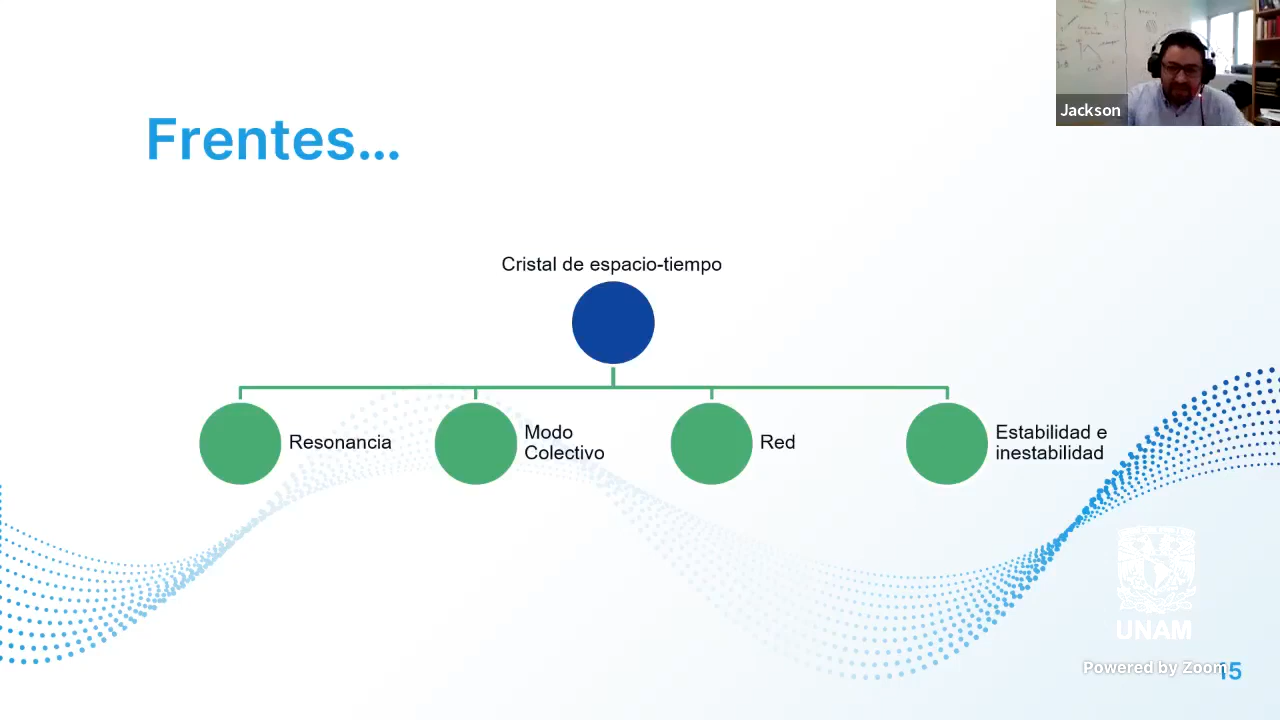 Jackson
Frentes...
Cristal de espacio-tiempo
Resonancia
Modo
Colectivo
Red
Estabilidad e
inestabilidad
UNAM
Powered by Zoom
15